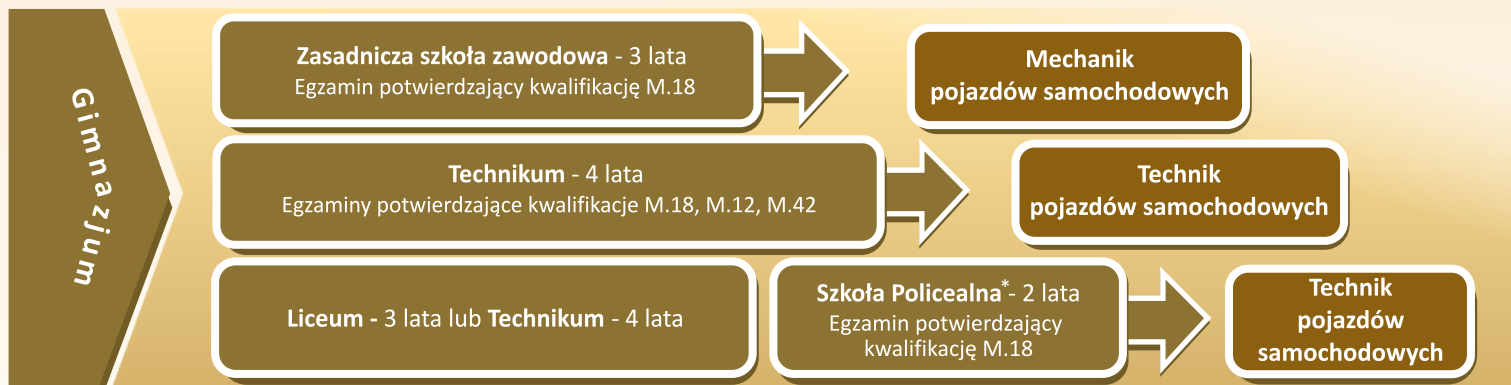 Gimnazjum
Zasadnicza szkoła zawodowa - 3 lata
Egzamin potwierdzający kwalifikację M.18
Mechanik
pojazdów samochodowych
Technikum - 4 lata
Egzaminy potwierdzające kwalifikacje M.18, M.12, M.42
Technik
pojazdów samochodowych
Liceum - 3 lata lub Technikum - 4 lata
Szkoła Policealna*- 2 lata
Egzamin potwierdzający
kwalifikację M.18
Technik
pojazdów
samochodowych